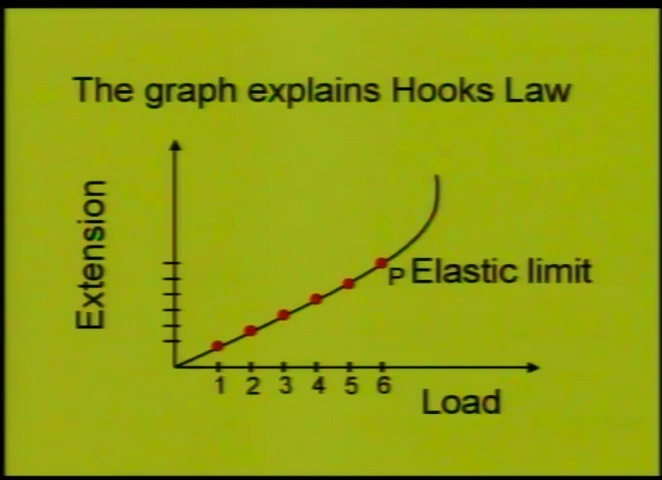 The graph explains Hooks Law
Extension
P Elastic limit
1 2 3 4 5 6
Load